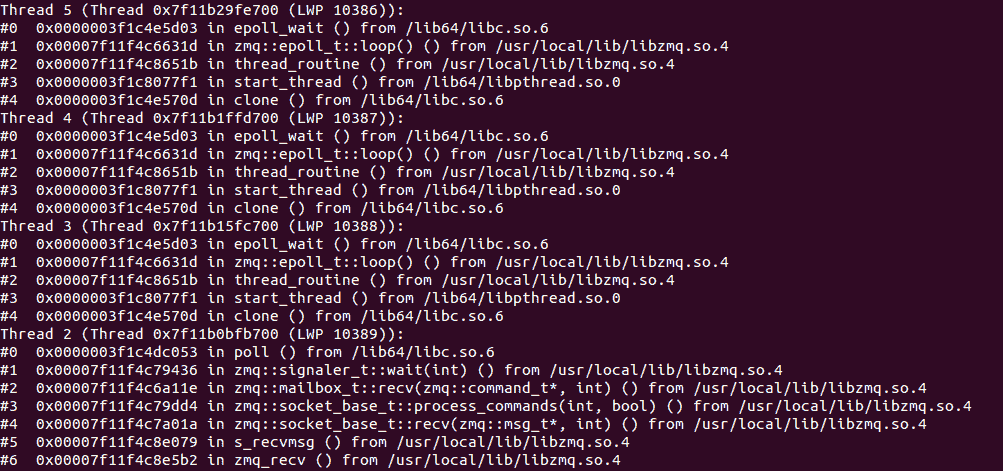 Thread 5 (Thread 0x7f11b29fe700 (LWP 10386)):
#0  0x0000003f1c4e5d03 in epoll_wait () from /lib64/libc.so.6
#1  0x00007f11f4c6631d in zmq::epoll_t::loop() () from /usr/local/lib/libzmq.so.4
#2  0x00007f11f4c8651b in thread_routine () from /usr/local/lib/libzmq.so.4
#3  0x0000003f1c8077f1 in start_thread () from /lib64/libpthread.so.0
#4  0x0000003f1c4e570d in clone () from /lib64/libc.so.6
Thread 4 (Thread 0x7f11b1ffd700 (LWP 10387)):
#0  0x0000003f1c4e5d03 in epoll_wait () from /lib64/libc.so.6
#1  0x00007f11f4c6631d in zmq::epoll_t::loop() () from /usr/local/lib/libzmq.so.4
#2  0x00007f11f4c8651b in thread_routine () from /usr/local/lib/libzmq.so.4
#3  0x0000003f1c8077f1 in start_thread () from /lib64/libpthread.so.0
#4  0x0000003f1c4e570d in clone () from /lib64/libc.so.6
Thread 3 (Thread 0x7f11b15fc700 (LWP 10388)):
#0  0x0000003f1c4e5d03 in epoll_wait () from /lib64/libc.so.6
#1  0x00007f11f4c6631d in zmq::epoll_t::loop() () from /usr/local/lib/libzmq.so.4
#2  0x00007f11f4c8651b in thread_routine () from /usr/local/lib/libzmq.so.4
#3  0x0000003f1c8077f1 in start_thread () from /lib64/libpthread.so.0
#4  0x0000003f1c4e570d in clone () from /lib64/libc.so.6
Thread 2 (Thread 0x7f11b0bfb700 (LWP 10389)):
#0  0x0000003f1c4dc053 in poll () from /lib64/libc.so.6
#1  0x00007f11f4c79436 in zmq::signaler_t::wait(int) () from /usr/local/lib/libzmq.so.4
#2  0x00007f11f4c6a11e in zmq::mailbox_t::recv(zmq::command_t*, int) () from /usr/local/lib/libzmq.so.4
#3  0x00007f11f4c79dd4 in zmq::socket_base_t::process_commands(int, bool) () from /usr/local/lib/libzmq.so.4
#4  0x00007f11f4c7a01a in zmq::socket_base_t::recv(zmq::msg_t*, int) () from /usr/local/lib/libzmq.so.4
#5  0x00007f11f4c8e079 in s_recvmsg () from /usr/local/lib/libzmq.so.4
#6  0x00007f11f4c8e5b2 in zmq_recv () from /usr/local/lib/libzmq.so.4